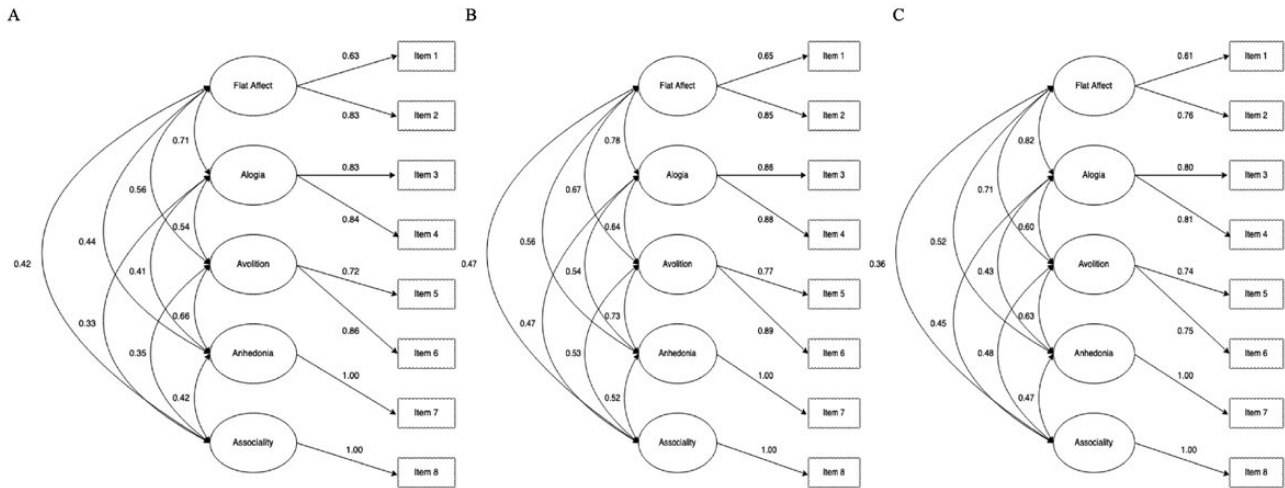 A
0.63
Item 1
Flat Affect
0.83
Item 2
0.71
0.83
Item 3
Alogia
0.56
0.84
Item 4
0.54
0.44
0.42
Avolition
0.72
Item 5
0.41
0.66
0.86
Item 6
0.33
0.35
Anhedonia
1.00
0.42
Item 7
Associality
1.00
Item 8
B
0.65
Item 1
Flat Affect
0.85
Item 2
0.78
0.86
Item 3
Alogia
0.67
0.88
Item 4
0.64
0.56
0.47
Avolition
0.77
Item 5
0.54
0.73
0.89
Item 6
0.47
0.53
Anhedonia
1.00
0.52
Item 7
Associality
1.00
Item 8
C
0.61
Item 1
Flat Affect
0.76
Item 2
0.82
0.80
Item 3
Alogia
0.71
0.81
Item 4
0.60
0.52
0.36
Avolition
0.74
Item 5
0.43
0.63
0.75
Item 6
0.45
0.48
Anhedonia
1.00
0.47
Item 7
Associality
1.00
Item 8